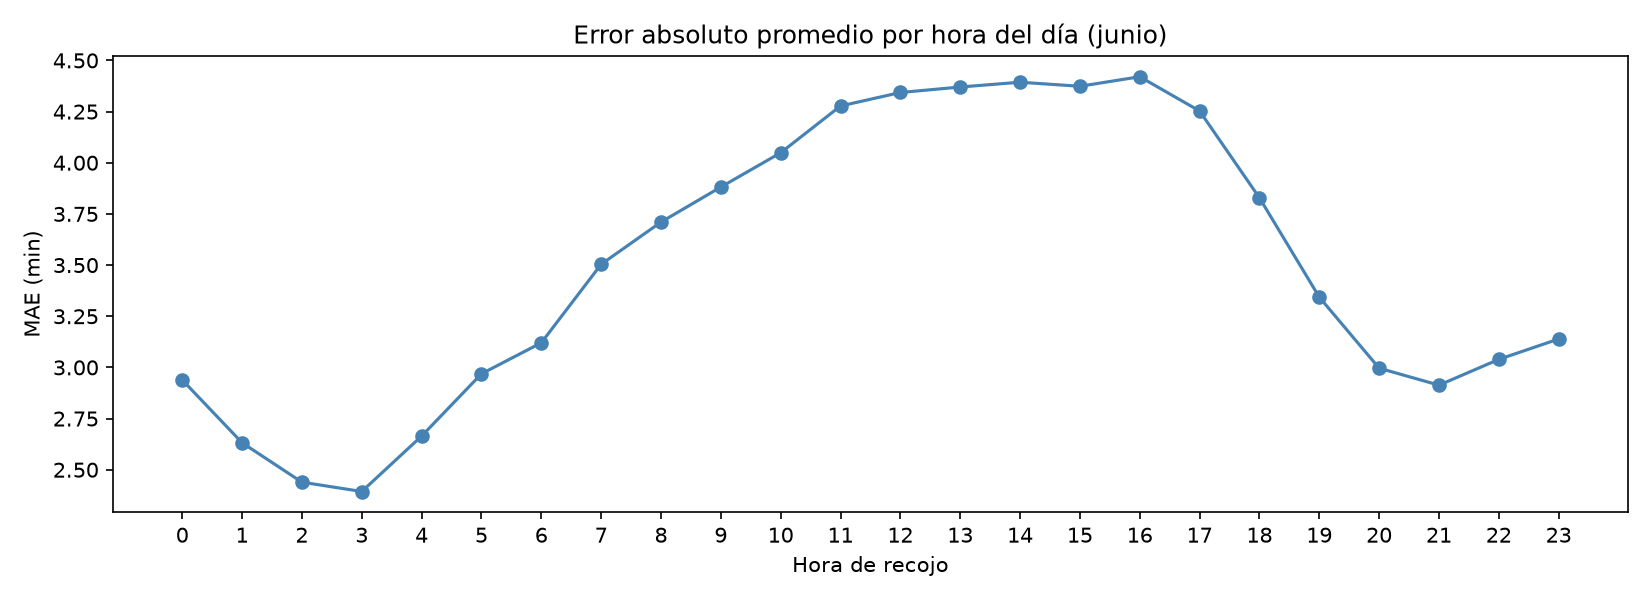 Error absoluto promedio por hora del día (junio)
4.50
4.25
4.00
3.75
3.50
3.25
3.00
2.75
2.50
MAE (min)
0 1 2 3 4 5 6 7 8 9 10 11 12 13 14 15 16 17 18 19 20 21 22 23
Hora de recojo